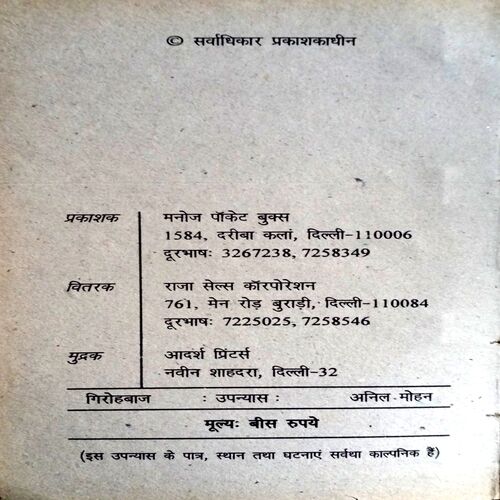 © सर्वाधिकार प्रकाशकाधीन
प्रकाशक मनोज पॉकेट बुक्स
1584, दरीबा कलां, दिल्ली-110006
दूरभाषः 3267238, 7258349
वितरक राजा सेल्स कॉरपोरेशन
761, मेन रोड़ बुराड़ी, दिल्ली-110084
दूरभाषः 7225025, 7258546
मुद्रक आदर्श प्रिंटर्स
नवीन शाहदरा, दिल्ली-32
गिरोहबाज : उपन्यास : अनिल मोहन
मूल्यः बीस रुपये
(इस उपन्यास के पात्र, स्थान तथा घटनाएं सर्वथा काल्पनिक हैं)